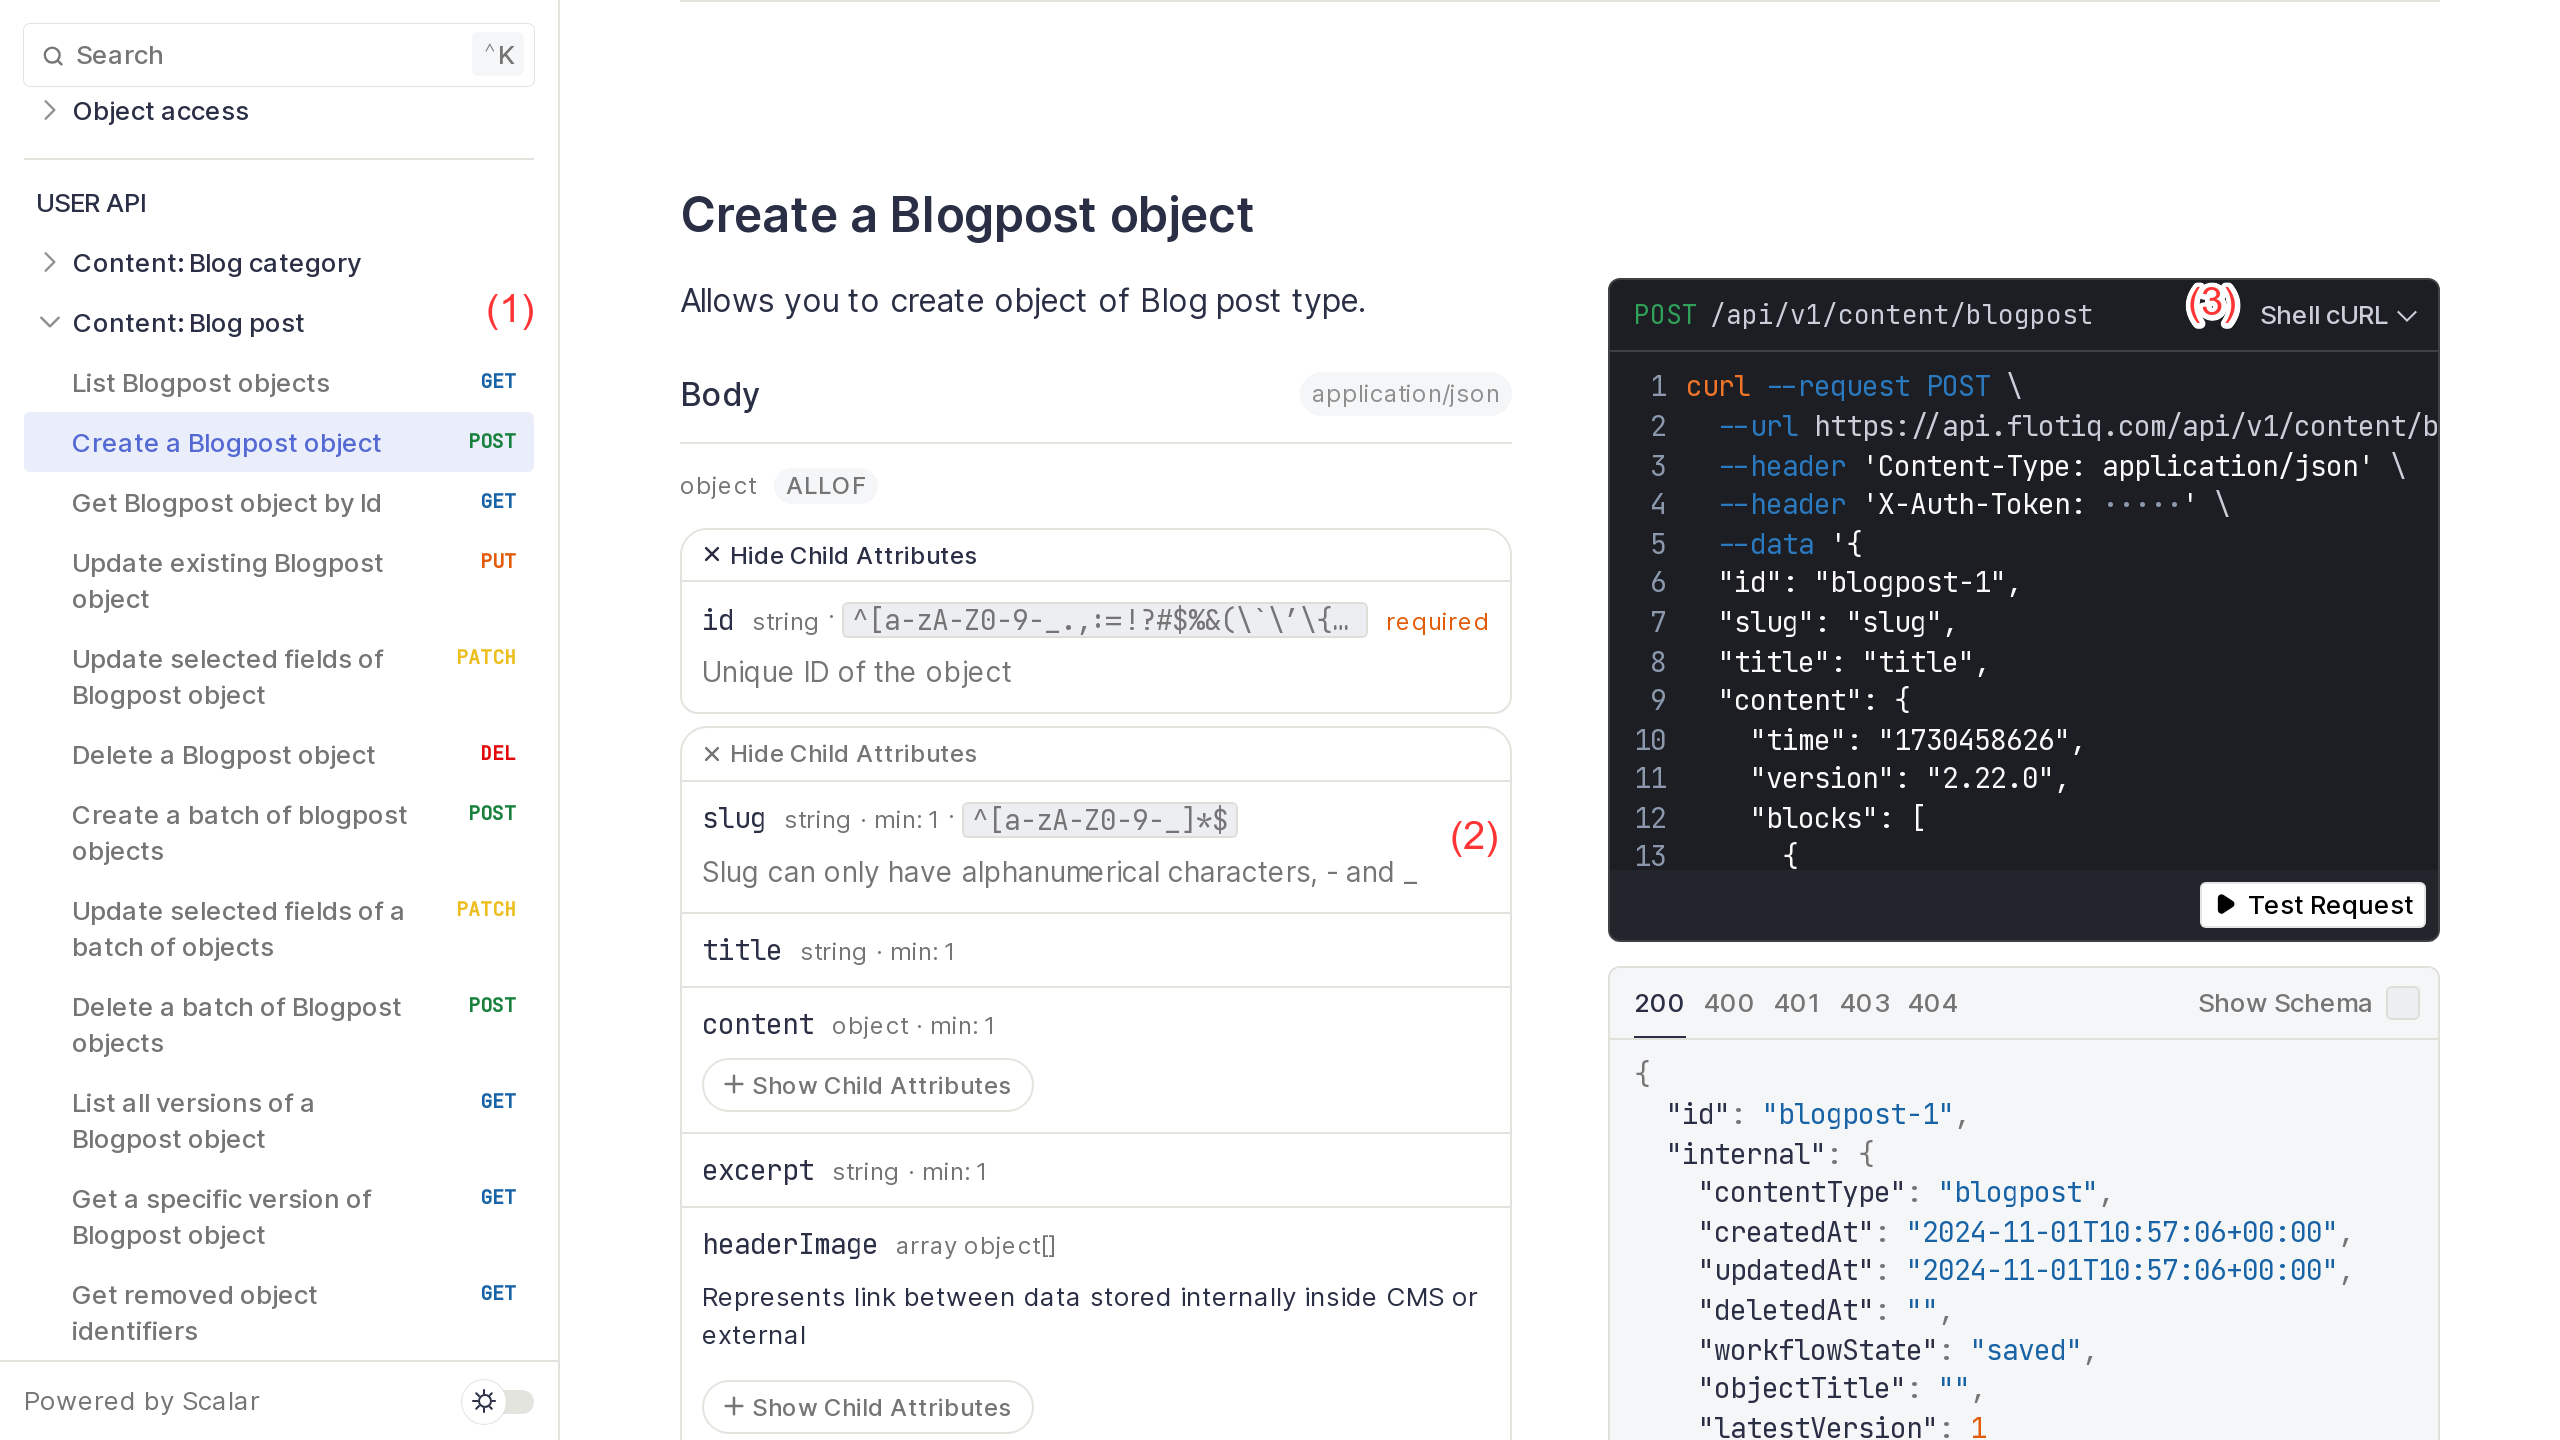 Search
^K
Object access
USER API
Content: Blog category
Content: Blog post
(1)
List Blogpost objects GET
Create a Blogpost object POST
Get Blogpost object by Id GET
Update existing Blogpost PUT
object
Update selected fields of PATCH
Blogpost object
Delete a Blogpost object DEL
Create a batch of blogpost POST
objects
Update selected fields of a PATCH
batch of objects
Delete a batch of Blogpost POST
objects
List all versions of a GET
Blogpost object
Get a specific version of GET
Blogpost object
Get removed object GET
identifiers
Powered by Scalar
Create a Blogpost object
Allows you to create object of Blog post type.
Body application/json
object ALLOF
Hide Child Attributes
id string · ^[a-zA-Z0-9-_.,:=!?#$%&(\`\’\{… required
Unique ID of the object
Hide Child Attributes
slug string · min: 1 · ^[a-zA-Z0-9-_]*$
(2)
Slug can only have alphanumerical characters, - and _
title string · min: 1
content object · min: 1
Show Child Attributes
excerpt string · min: 1
headerImage array object[]
Represents link between data stored internally inside CMS or
external
Show Child Attributes
POST /api/v1/content/blogpost (3) Shell cURL
1 curl --request POST \
2 --url https://api.flotiq.com/api/v1/content/b
3 --header 'Content-Type: application/json' \
4 --header 'X-Auth-Token: ·····' \
5 --data '{
6 "id": "blogpost-1",
7 "slug": "slug",
8 "title": "title",
9 "content": {
10 "time": "1730458626",
11 "version": "2.22.0",
12 "blocks": [
13 {
Test Request
200 400 401 403 404 Show Schema
{
"id": "blogpost-1",
"internal": {
"contentType": "blogpost",
"createdAt": "2024-11-01T10:57:06+00:00",
"updatedAt": "2024-11-01T10:57:06+00:00",
"deletedAt": "",
"workflowState": "saved",
"objectTitle": "",
"latestVersion": 1